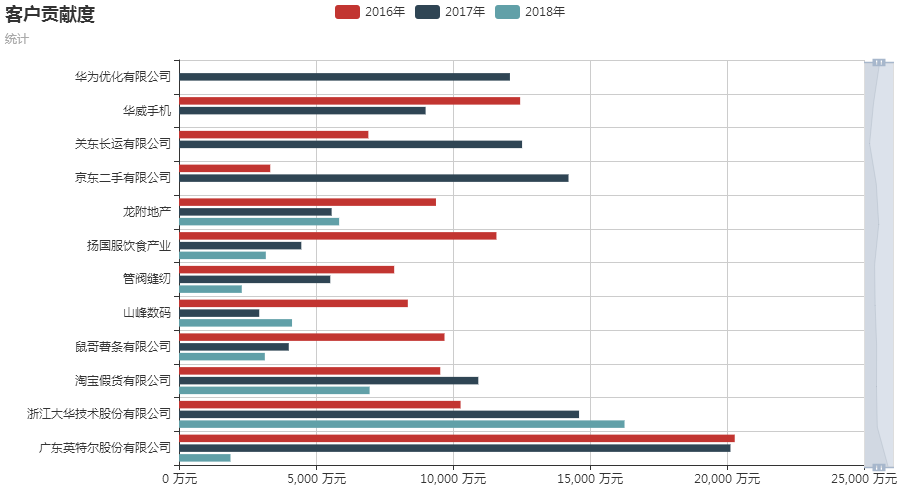 客户贡献度
统计
2016年 2017年 2018年
华为优化有限公司
华威手机
关东长运有限公司
京东二手有限公司
龙附地产
扬国服饮食产业
管阀缝纫
山峰数码
鼠哥薯条有限公司
淘宝假货有限公司
浙江大华技术股份有限公司
广东英特尔股份有限公司
0 万元 5,000 万元 10,000 万元 15,000 万元 20,000 万元 25,000 万元